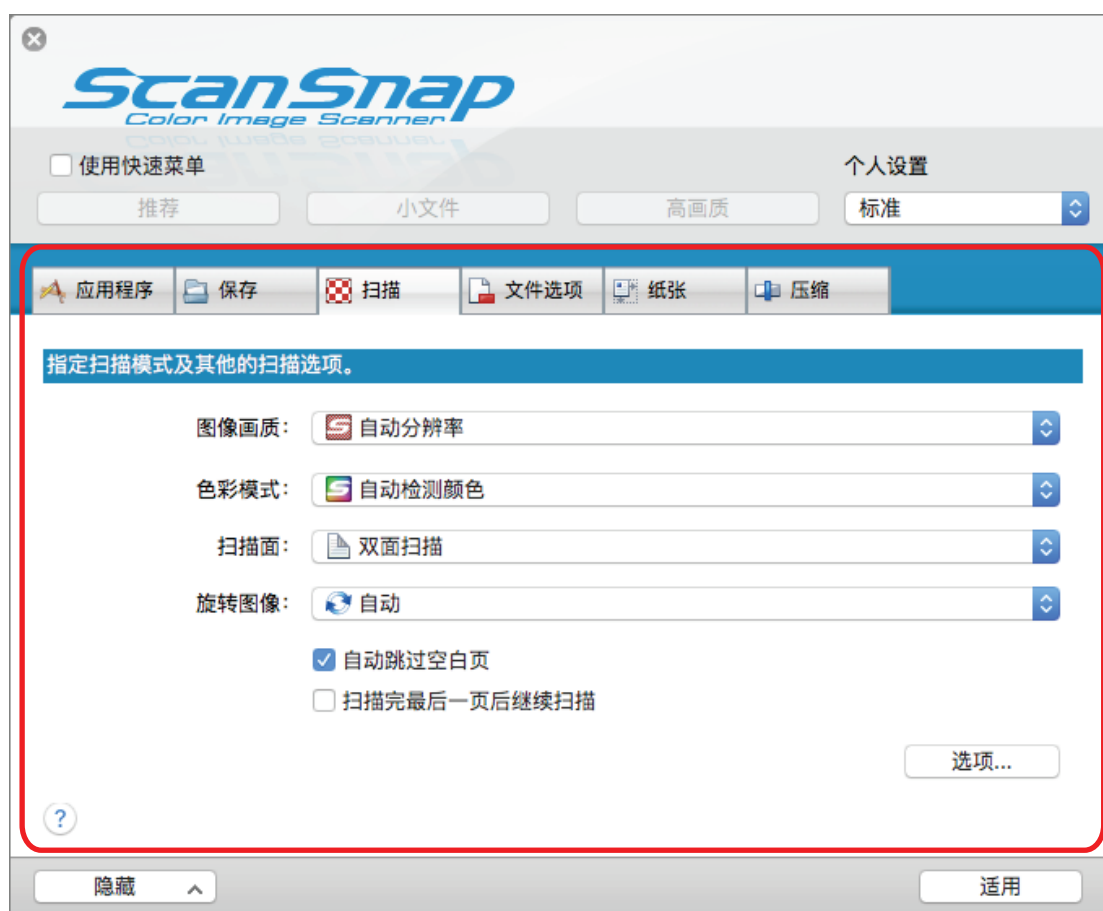 ScanSnap
Color Image Scanner
使用快速菜单
个人设置
推荐
小文件
高画质
标准
应用程序
保存
扫描
文件选项
纸张
压缩
指定扫描模式及其他的扫描选项。
图像画质:
自动分辨率
色彩模式:
自动检测颜色
扫描面:
双面扫描
旋转图像:
自动
自动跳过空白页
扫描完最后一页后继续扫描
选项...
?
隐藏
适用